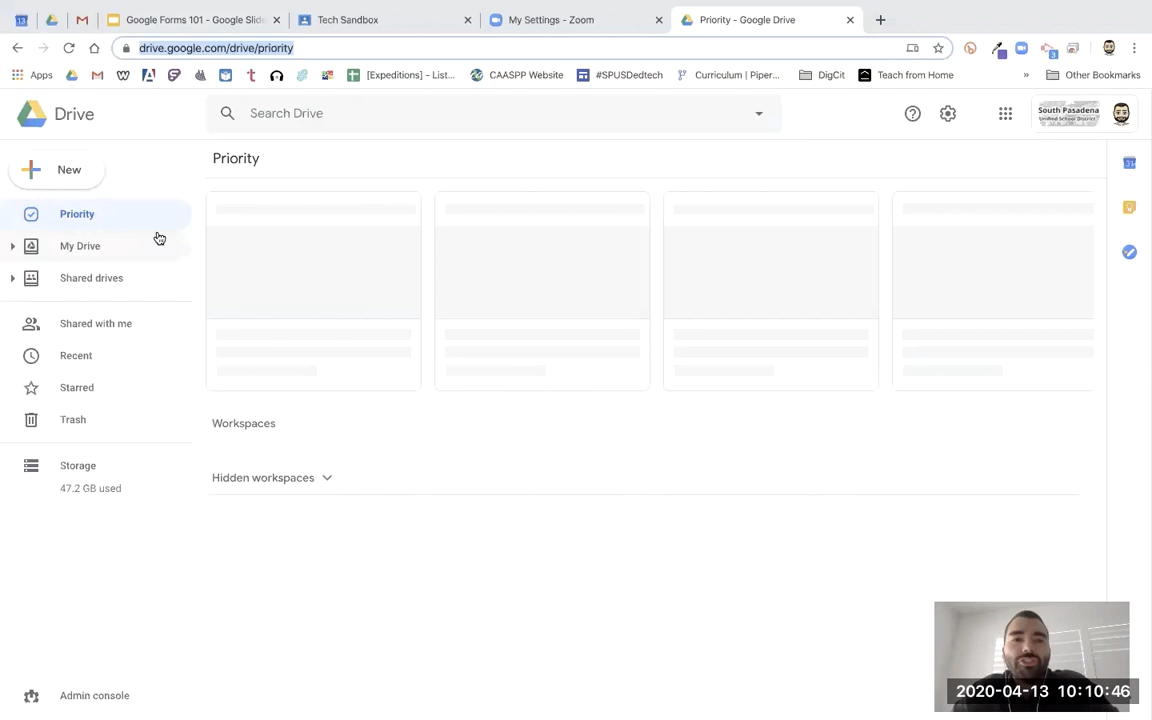 Google Forms 101 - Google Slide
Tech Sandbox
My Settings - Zoom
Priority - Google Drive
drive.google.com/drive/priority
Apps
[Expeditions] - List...
CAASPP Website
#SPUSDedtech
Curriculum | Piper...
DigCit
Teach from Home
»
Other Bookmarks
Drive
Search Drive
South Pasadena
Unified School District
New
Priority
Priority
My Drive
Shared drives
Shared with me
Recent
Starred
Trash
Storage
47.2 GB used
Workspaces
Hidden workspaces
Admin console
2020-04-13 10:10:46